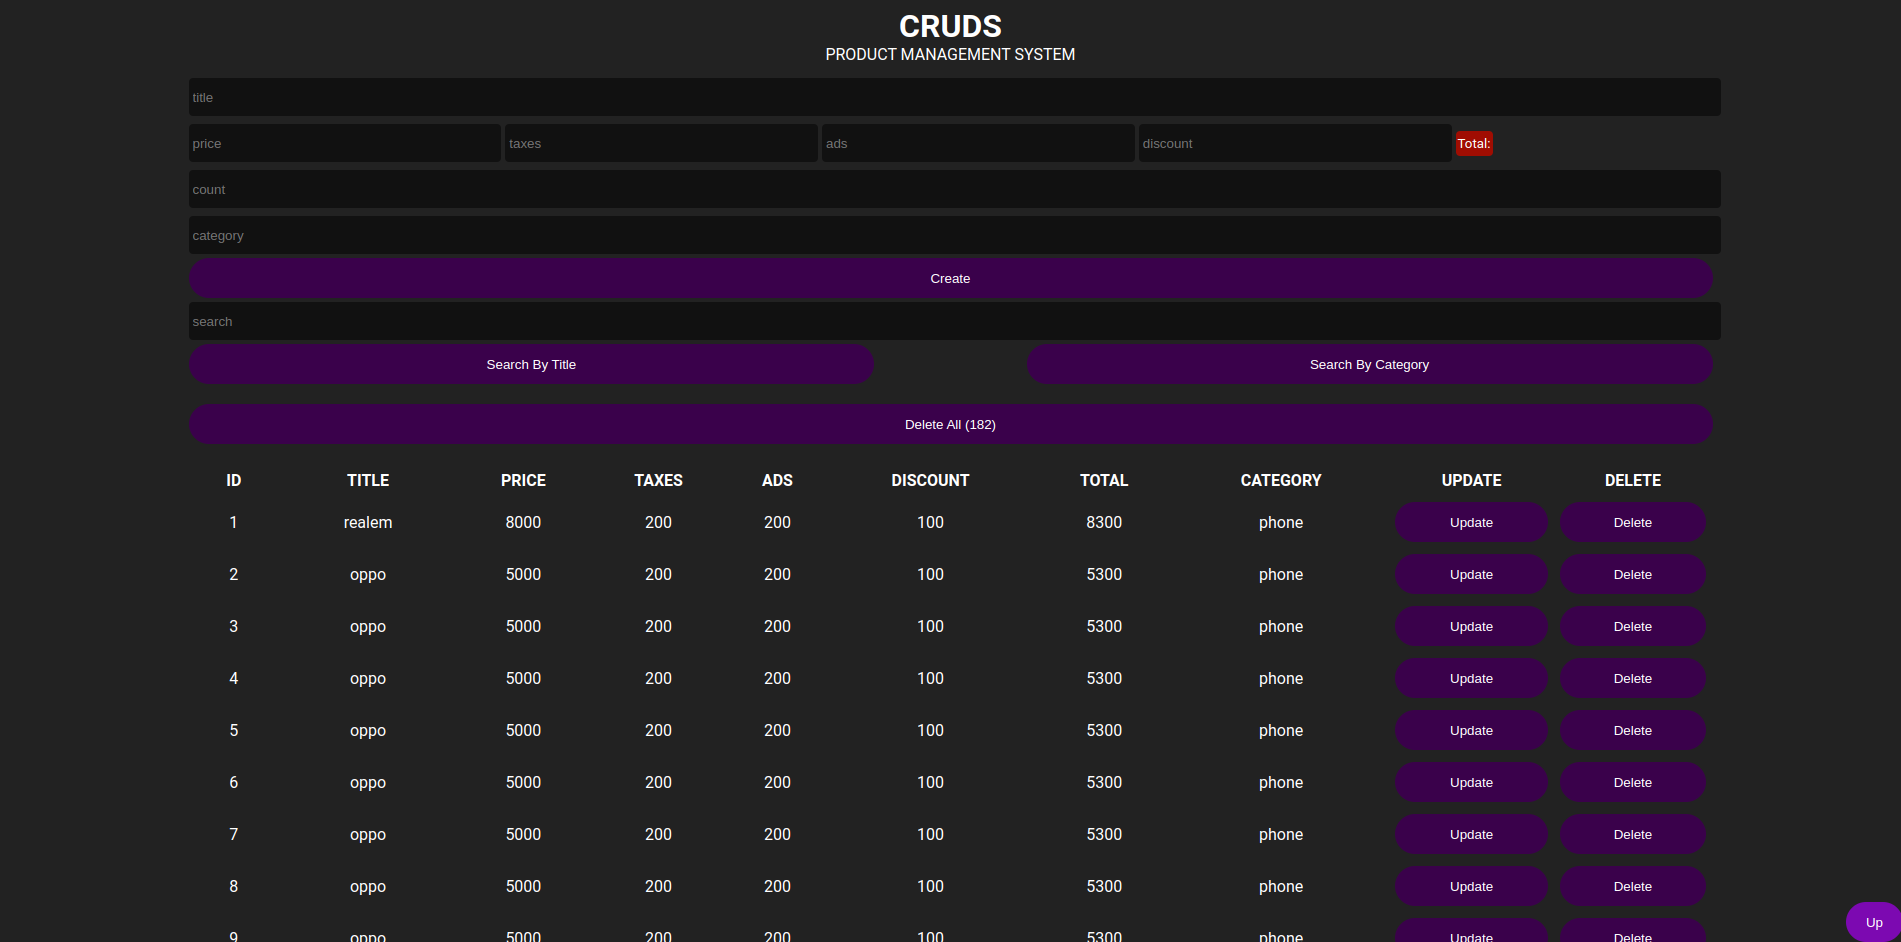 CRUDS
PRODUCT MANAGEMENT SYSTEM
title
price taxes ads discount Total:
count
category
Create
search
Search By Title Search By Category
Delete All (182)
ID TITLE PRICE TAXES ADS DISCOUNT TOTAL CATEGORY UPDATE DELETE
1 realem 8000 200 200 100 8300 phone Update Delete
2 oppo 5000 200 200 100 5300 phone Update Delete
3 oppo 5000 200 200 100 5300 phone Update Delete
4 oppo 5000 200 200 100 5300 phone Update Delete
5 oppo 5000 200 200 100 5300 phone Update Delete
6 oppo 5000 200 200 100 5300 phone Update Delete
7 oppo 5000 200 200 100 5300 phone Update Delete
8 oppo 5000 200 200 100 5300 phone Update Delete
9 oppo 5000 200 200 100 5300 phone Update Delete
Up